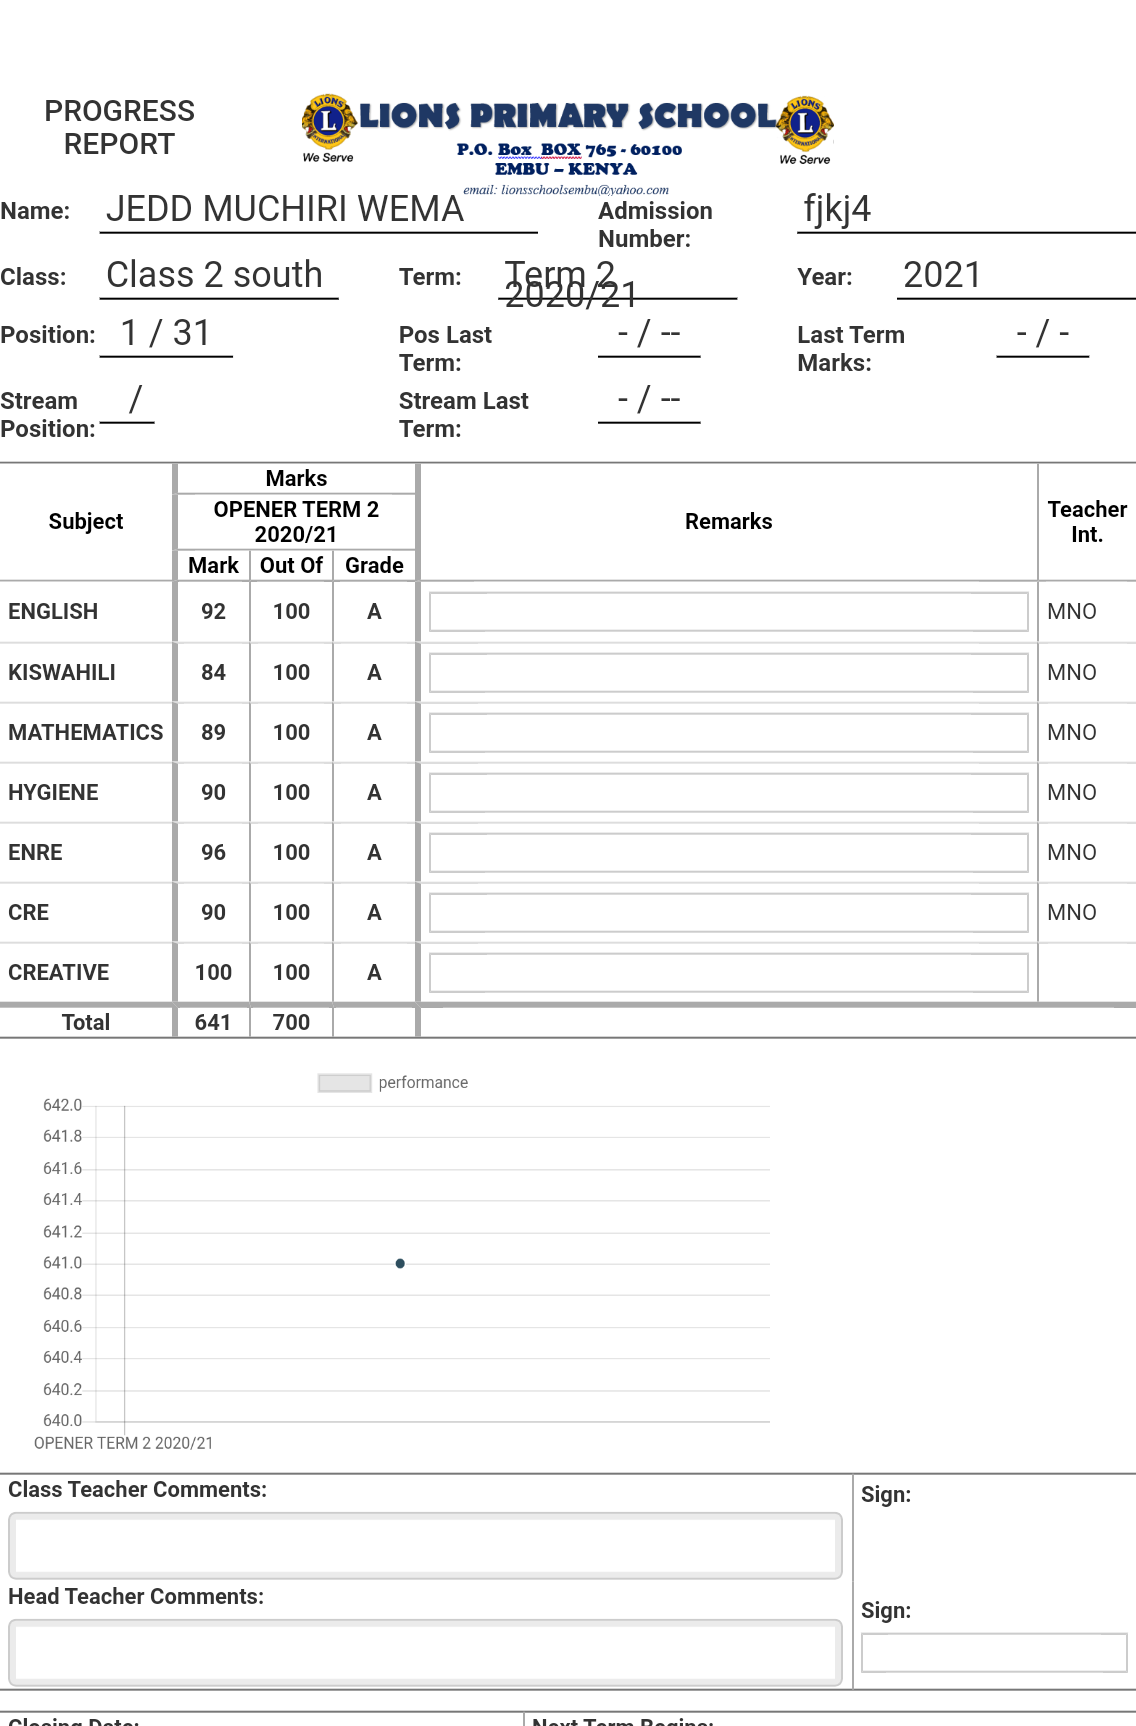 PROGRESS
REPORT
LIONS INTERNATIONAL
L
We Serve
LIONS PRIMARY SCHOOL
P.O. Box BOX 765 - 60100
EMBU – KENYA
email: lionsschoolsembu@yahoo.com
LIONS INTERNATIONAL
L
We Serve
Name: JEDD MUCHIRI WEMA Admission Number: fjkj4
Class: Class 2 south Term: Term 2 2020/21 Year: 2021
Position: 1 / 31 Pos Last Term: - / -- Last Term Marks: - / -
Stream Position: / Stream Last Term: - / --
Subject Marks Remarks Teacher Int.
OPENER TERM 2 2020/21
Mark Out Of Grade
ENGLISH 92 100 A MNO
KISWAHILI 84 100 A MNO
MATHEMATICS 89 100 A MNO
HYGIENE 90 100 A MNO
ENRE 96 100 A MNO
CRE 90 100 A MNO
CREATIVE 100 100 A
Total 641 700
performance
642.0
641.8
641.6
641.4
641.2
641.0
640.8
640.6
640.4
640.2
640.0
OPENER TERM 2 2020/21
Class Teacher Comments: Sign:
Head Teacher Comments: Sign:
Closing Date: Next Term Begins: